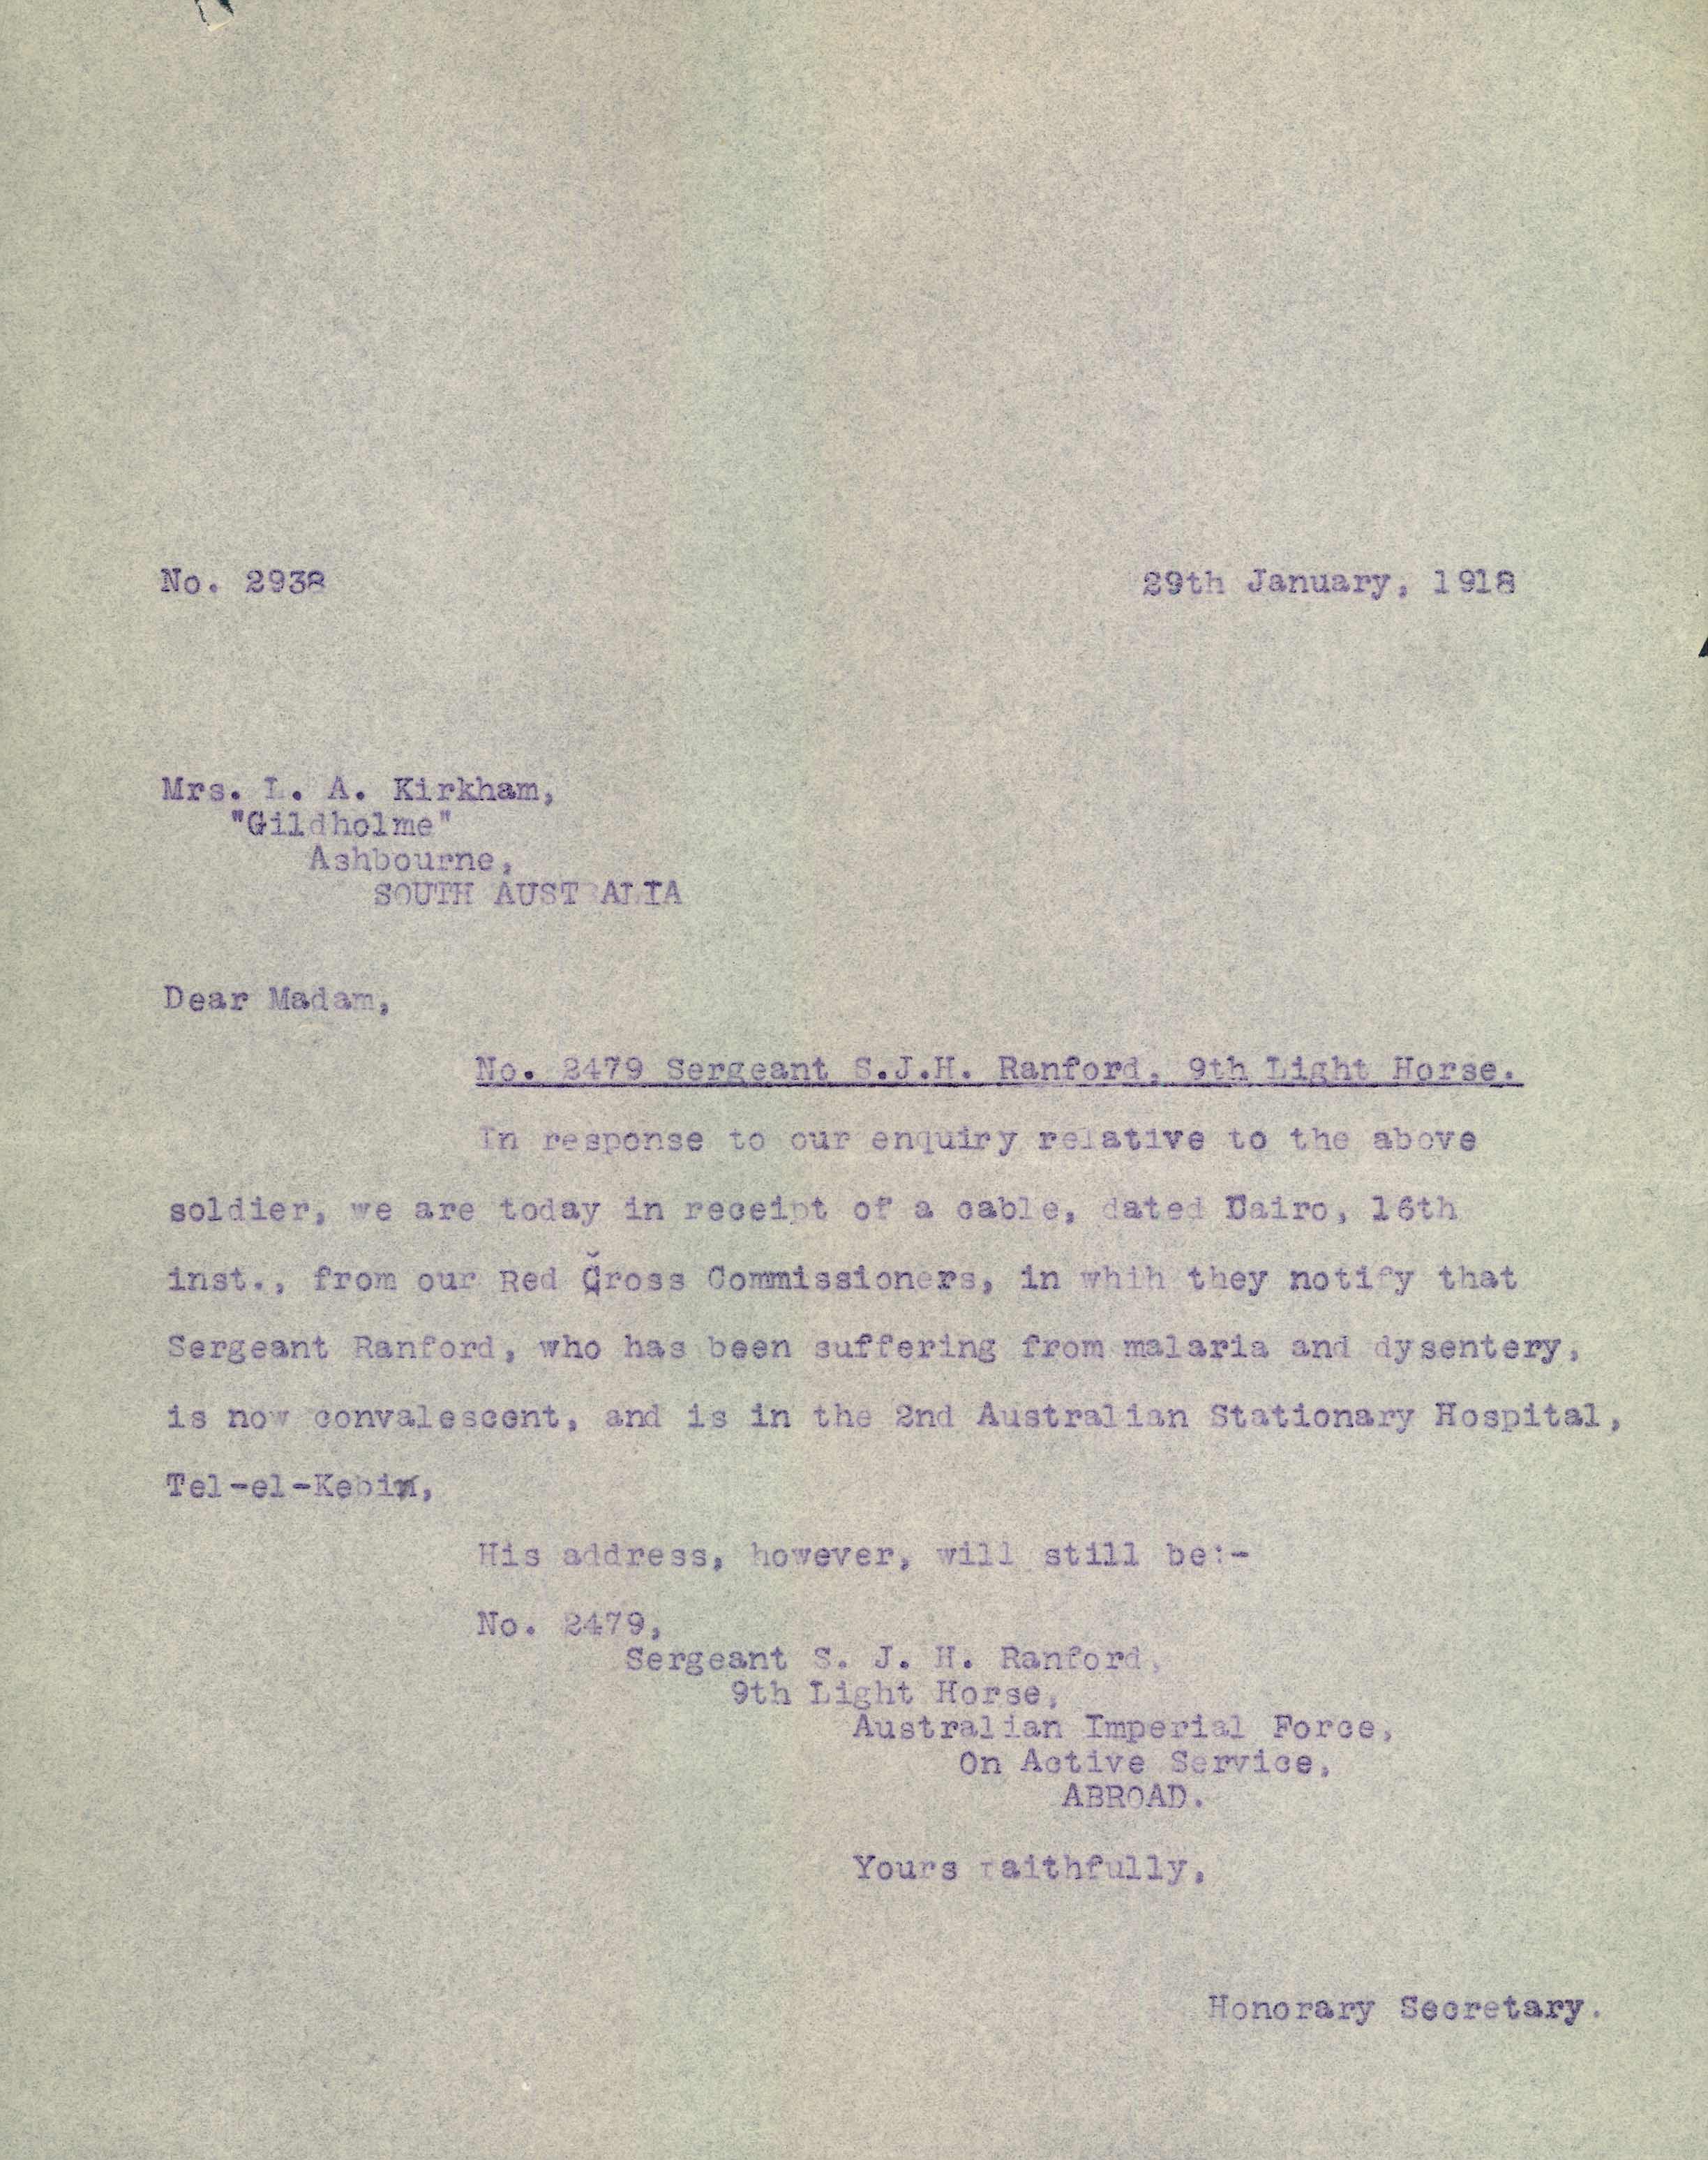 No. 2938
29th January, 1918
Mrs. L. A. Kirkham,
"Gildholme"
Ashbourne,
SOUTH AUSTRALIA
Dear Madam,
No. 2479 Sergeant S.J.H. Ranford, 9th Light Horse.
In response to our enquiry relative to the above
soldier, we are today in receipt of a cable, dated Cairo, 16th
inst., from our Red Cross Commissioners, in whih they notify that
Sergeant Ranford, who has been suffering from malaria and dysentery,
is now convalescent, and is in the 2nd Australian Stationary Hospital,
Tel-el-Kebir,
His address, however, will still be:-
No. 2479,
Sergeant S. J. H. Ranford,
9th Light Horse,
Australian Imperial Force,
On Active Service,
ABROAD.
Yours faithfully,
Honorary Secretary.